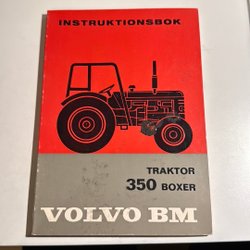 INSTRUKTIONSBOK
TRAKTOR
350 BOXER
VOLVO BM